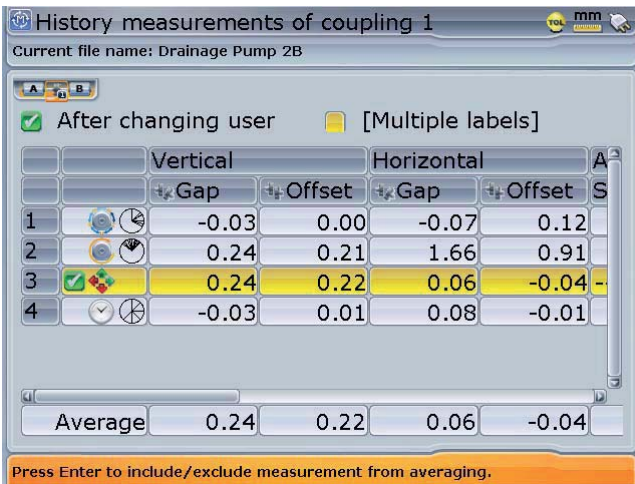 History measurements of coupling 1
TOL mm
Current file name: Drainage Pump 2B
A B
After changing user [Multiple labels]
Vertical Horizontal A
Gap Offset Gap Offset S
1 -0.03 0.00 -0.07 0.12
2 0.24 0.21 1.66 0.91
3 0.24 0.22 0.06 -0.04 -
4 -0.03 0.01 0.08 -0.01
Average 0.24 0.22 0.06 -0.04
Press Enter to include/exclude measurement from averaging.